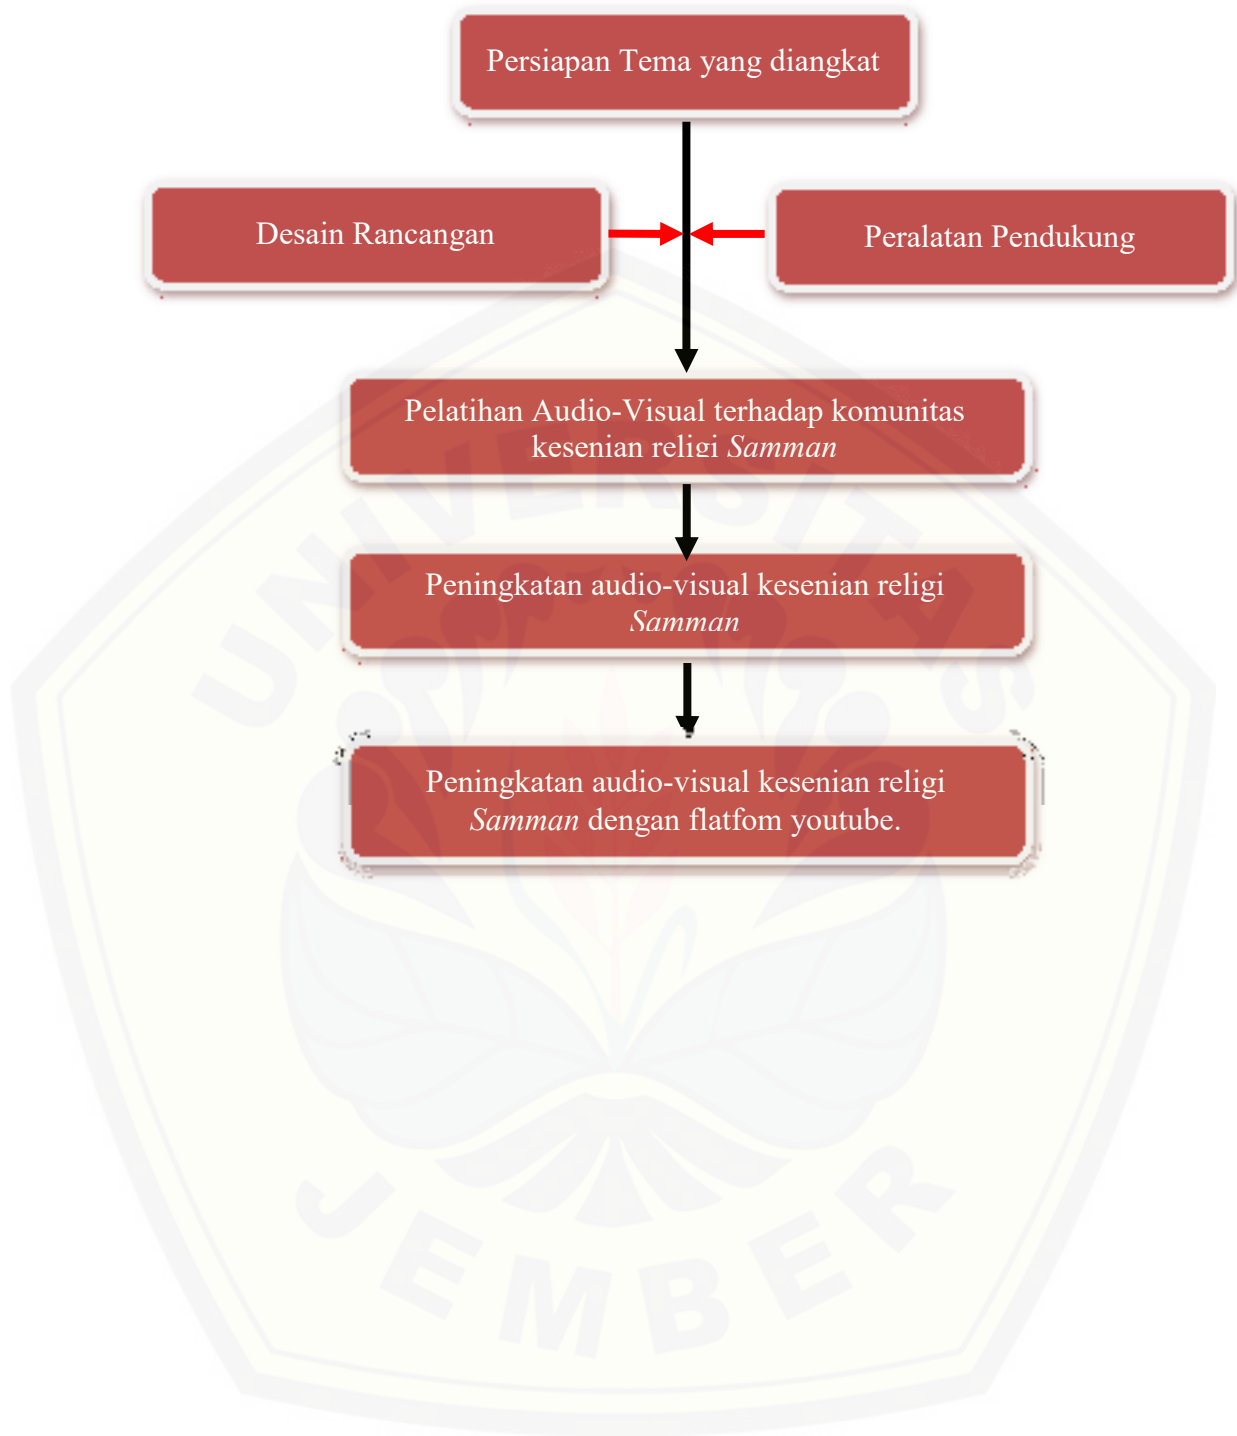 Persiapan Tema yang diangkat
Desain Rancangan
Peralatan Pendukung
Pelatihan Audio-Visual terhadap komunitas
kesenian religi Samman
Peningkatan audio-visual kesenian religi
Samman
Peningkatan audio-visual kesenian religi
Samman dengan flatfom youtube.
UNIVERSITAS
JEMBER